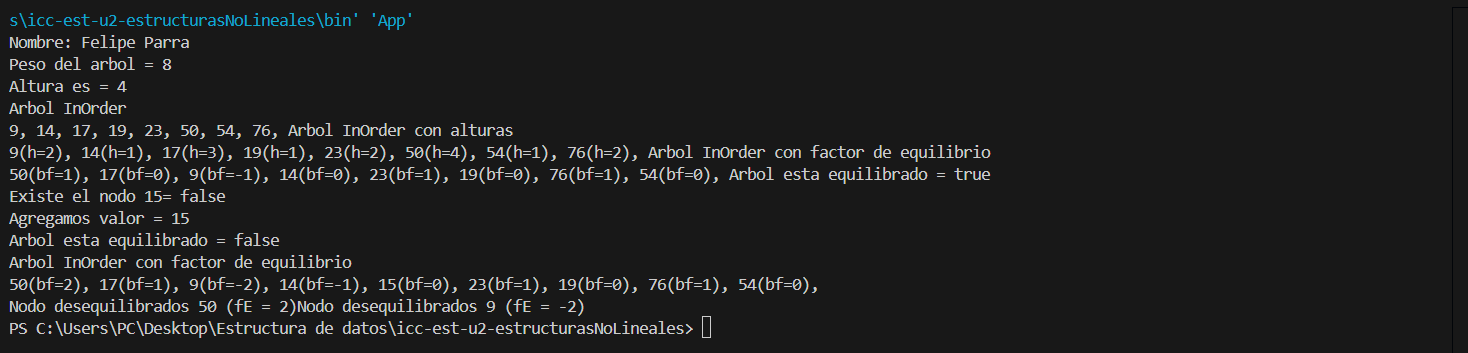 s\icc-est-u2-estructurasNoLineales\bin' 'App'
Nombre: Felipe Parra
Peso del arbol = 8
Altura es = 4
Arbol InOrder
9, 14, 17, 19, 23, 50, 54, 76, Arbol InOrder con alturas
9(h=2), 14(h=1), 17(h=3), 19(h=1), 23(h=2), 50(h=4), 54(h=1), 76(h=2), Arbol InOrder con factor de equilibrio
50(bf=1), 17(bf=0), 9(bf=-1), 14(bf=0), 23(bf=1), 19(bf=0), 76(bf=1), 54(bf=0), Arbol esta equilibrado = true
Existe el nodo 15= false
Agregamos valor = 15
Arbol esta equilibrado = false
Arbol InOrder con factor de equilibrio
50(bf=2), 17(bf=1), 9(bf=-2), 14(bf=-1), 15(bf=0), 23(bf=1), 19(bf=0), 76(bf=1), 54(bf=0),
Nodo desequilibrados 50 (fE = 2)Nodo desequilibrados 9 (fE = -2)
PS C:\Users\PC\Desktop\Estructura de datos\icc-est-u2-estructurasNoLineales>